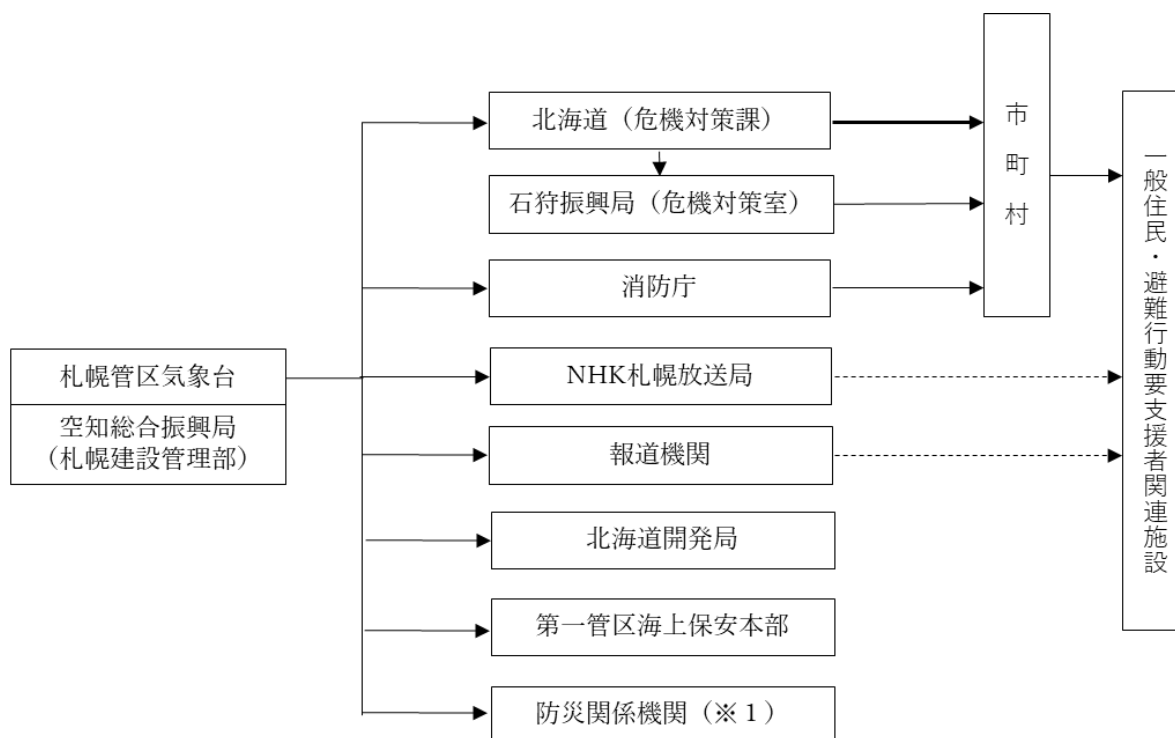 北海道（危機対策課）
石狩振興局（危機対策室）
消防庁
市町村
札幌管区気象台
空知総合振興局
（札幌建設管理部）
NHK札幌放送局
報道機関
北海道開発局
第一管区海上保安本部
防災関係機関（※１）
一般住民・避難行動要支援者関連施設